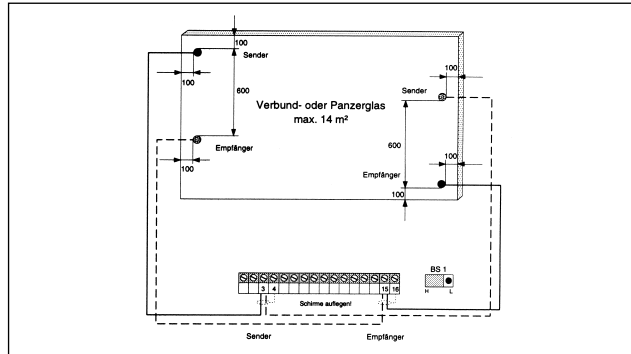 100
Sender
100
600
Verbund- oder Panzerglas
max. 14 m²
Sender
100
Empfänger
100
600
Empfänger
100
100
BS 1
H L
3 4 15 16
Schirme auflegen!
Sender Empfänger